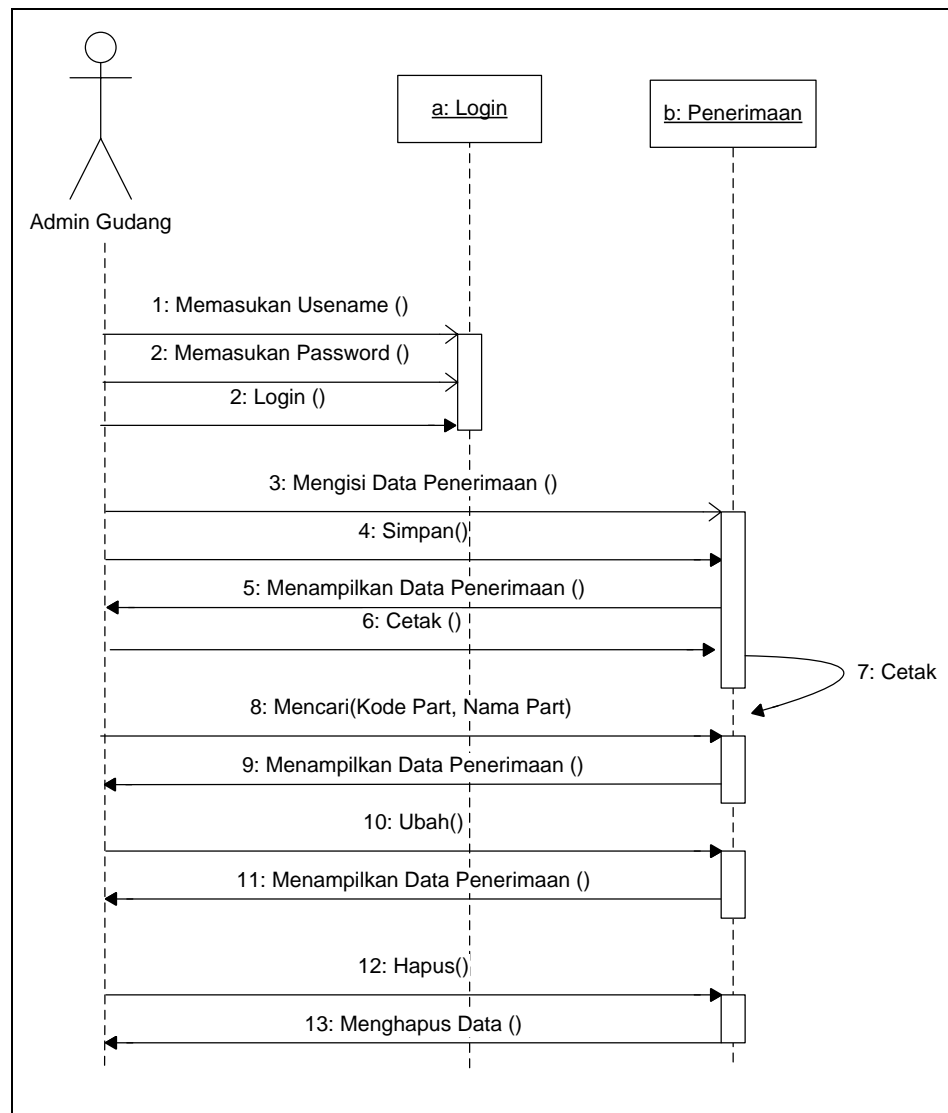 a: Login
b: Penerimaan
Admin Gudang
1: Memasukan Usename ()
2: Memasukan Password ()
2: Login ()
3: Mengisi Data Penerimaan ()
4: Simpan()
5: Menampilkan Data Penerimaan ()
6: Cetak ()
7: Cetak
8: Mencari(Kode Part, Nama Part)
9: Menampilkan Data Penerimaan ()
10: Ubah()
11: Menampilkan Data Penerimaan ()
12: Hapus()
13: Menghapus Data ()